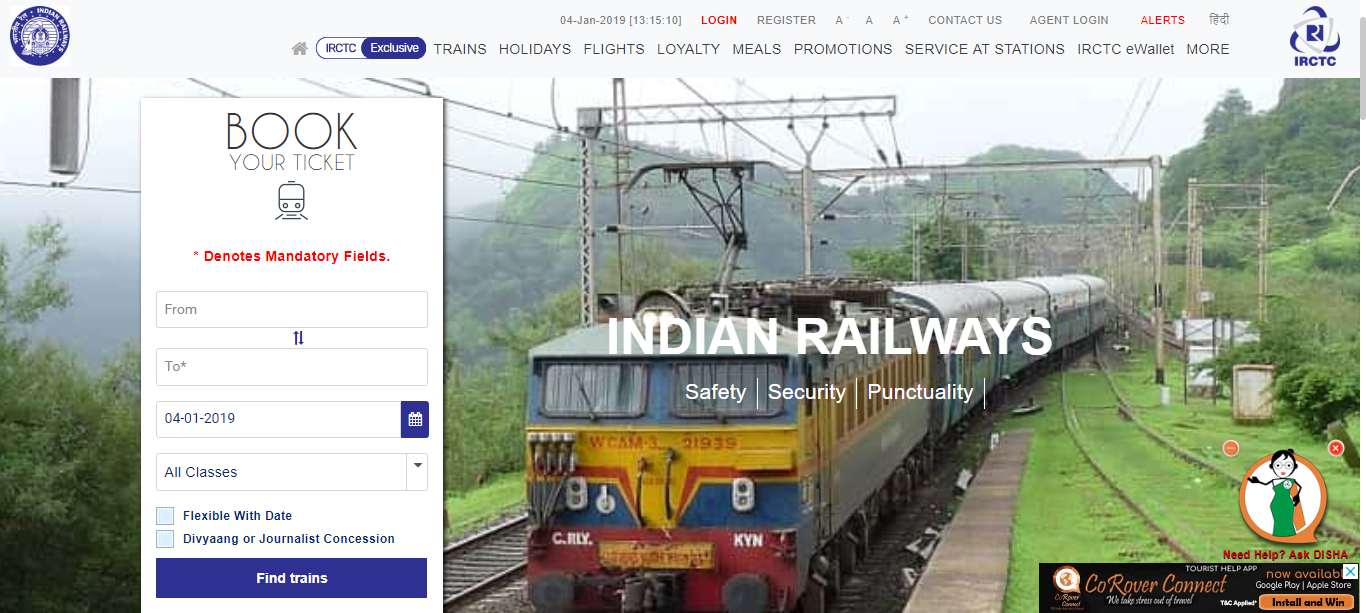 04-Jan-2019 [13:15:10] LOGIN REGISTER A - A A + CONTACT US AGENT LOGIN ALERTS हिंदी
IRCTC Exclusive TRAINS HOLIDAYS FLIGHTS LOYALTY MEALS PROMOTIONS SERVICE AT STATIONS IRCTC eWallet MORE
INDIAN RAILWAYS
IRCTC
BOOK
YOUR TICKET
* Denotes Mandatory Fields.
From
To*
04-01-2019
All Classes
Flexible With Date
Divyaang or Journalist Concession
Find trains
INDIAN RAILWAYS
Safety | Security | Punctuality |
WCAM-3 21939
C.RLY. KYN
Need Help? Ask DISHA
TOURIST HELP APP
CoRover Connect
We take stress out of travel
T&C Applied*
now availabl
Google Play | Apple Store
Install and Win